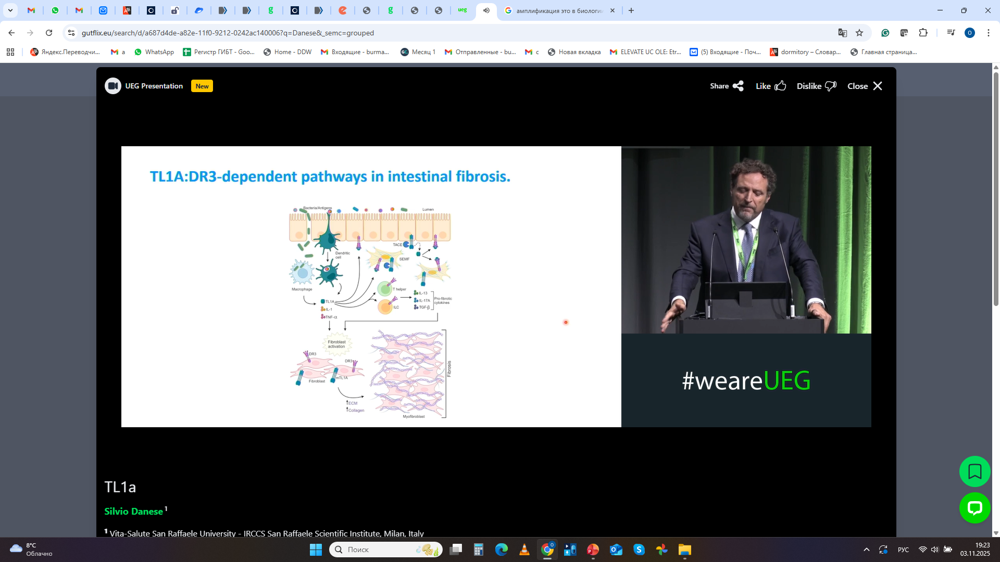 амплификация это в биологии
gutflix.eu/search/d/a687d4de-a82e-11f0-9212-0242ac140006?q=Danese&_semc=grouped
Яндекс.Переводчи...
а
WhatsApp
Регистр ГИБТ - Goo...
Home - DDW
Входящие - burma...
Месяц 1
Отправленные - bu...
с
Новая вкладка
ELEVATE UC OLE: Etr...
(5) Входящие - Поч...
dormitory – Словар...
Главная страница...
UEG Presentation
New
Share
Like
Dislike
Close
TL1A:DR3-dependent pathways in intestinal fibrosis.
Bacteria/Antigens
Lumen
TACE
Dendritic
cell
SEMF
Macrophage
T helper
IL-13
TL1A
IL-17A
Pro-fibrotic
cytokines
IL-1
ILC
TGF-β
TNF-α
Fibroblast
activation
DR3
DR3
mTL1A
Fibroblast
Fibrosis
ECM
Collagen
Myofibroblast
#weareUEG
TL1a
Silvio Danese 1
1 Vita-Salute San Raffaele University - IRCCS San Raffaele Scientific Institute, Milan, Italy
8°C
Облачно
Поиск
РУС
19:23
03.11.2025